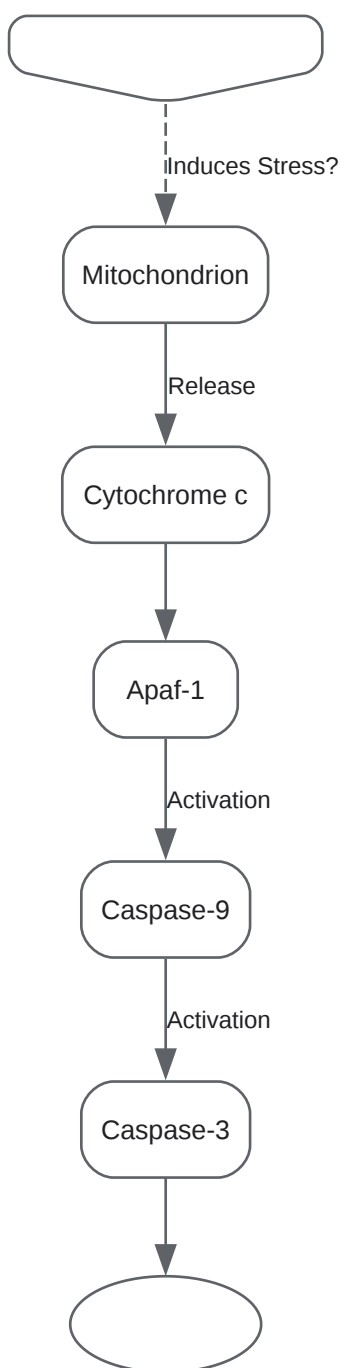 Induces Stress?
Mitochondrion
Release
Cytochrome c
Apaf-1
Activation
Caspase-9
Activation
Caspase-3